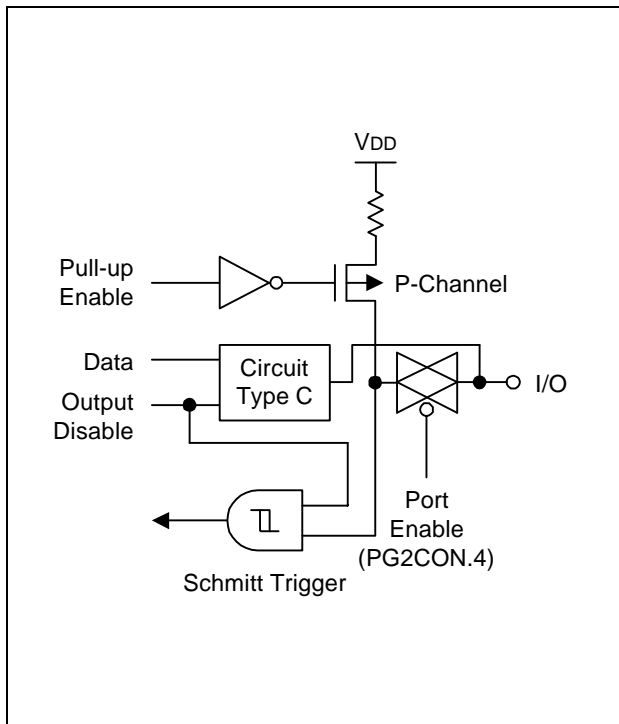 VDD
Pull-up
Enable
P-Channel
Data
Circuit
Type C
I/O
Output
Disable
Port
Enable
(PG2CON.4)
Schmitt Trigger